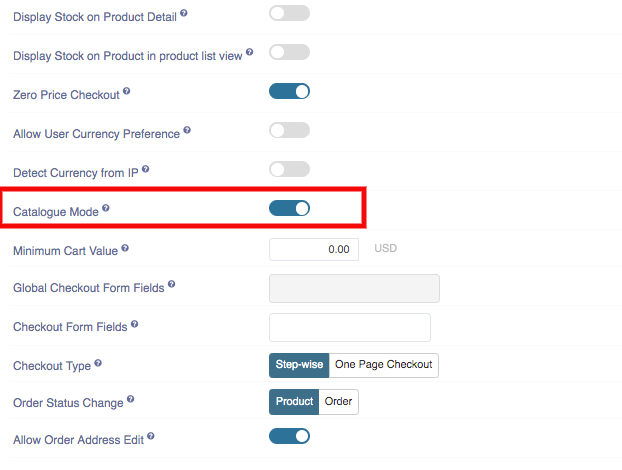 Display Stock on Product Detail ?
Display Stock on Product in product list view ?
Zero Price Checkout ?
Allow User Currency Preference ?
Detect Currency from IP ?
Catalogue Mode ?
Minimum Cart Value ? 0.00 USD
Global Checkout Form Fields ?
Checkout Form Fields ?
Checkout Type ? Step-wise One Page Checkout
Order Status Change ? Product Order
Allow Order Address Edit ?